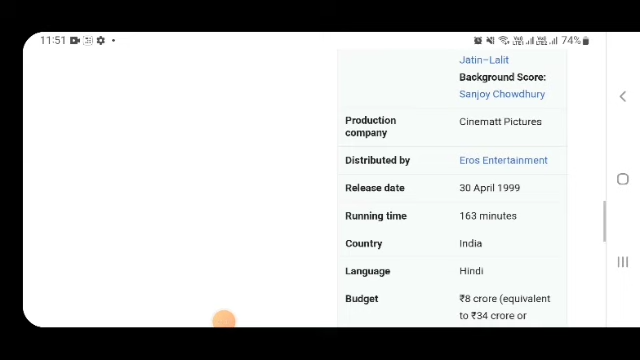 11:51
VoLTE1 VoLTE2 74%
Jatin–Lalit
Background Score:
Sanjoy Chowdhury
Production company
Cinematt Pictures
Distributed by
Eros Entertainment
Release date
30 April 1999
Running time
163 minutes
Country
India
Language
Hindi
Budget
₹8 crore (equivalent
to ₹34 crore or